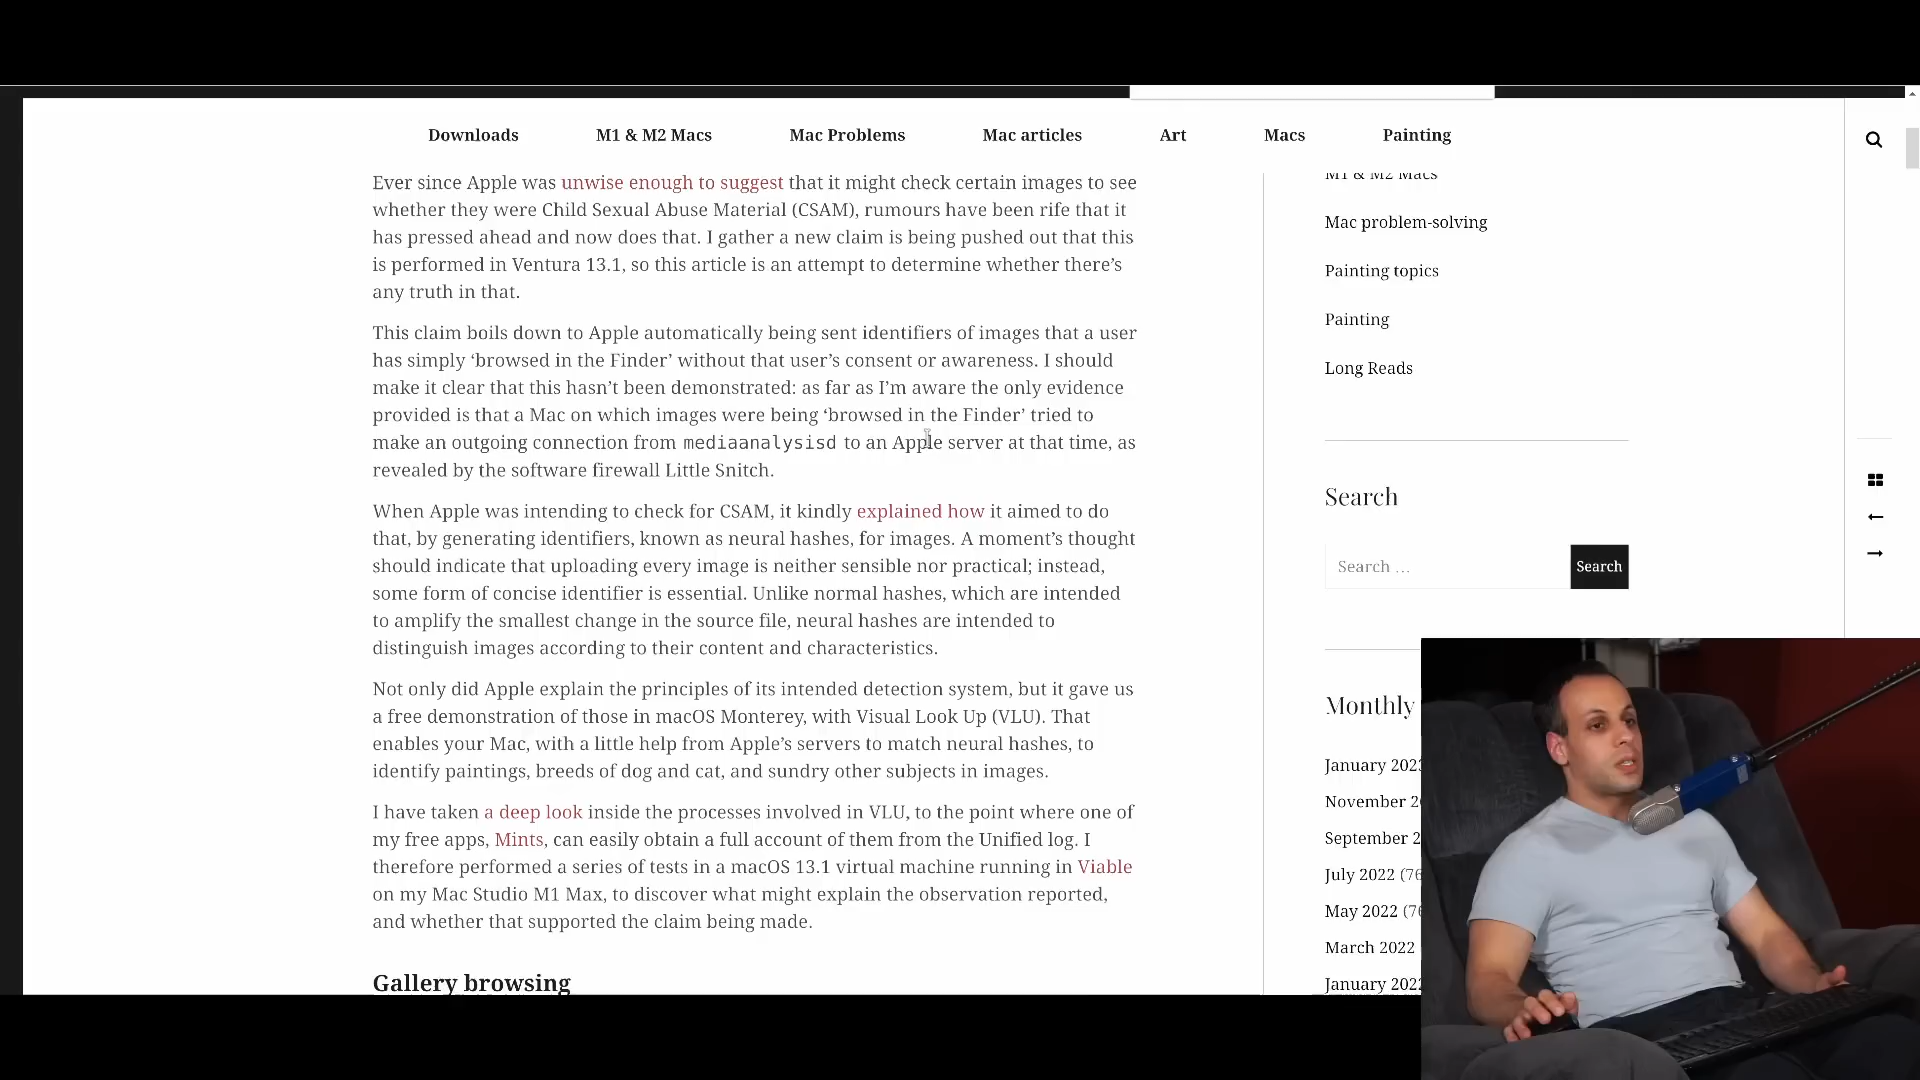 Downloads M1 & M2 Macs Mac Problems Mac articles Art Macs Painting
Ever since Apple was unwise enough to suggest that it might check certain images to see
whether they were Child Sexual Abuse Material (CSAM), rumours have been rife that it
has pressed ahead and now does that. I gather a new claim is being pushed out that this
is performed in Ventura 13.1, so this article is an attempt to determine whether there’s
any truth in that.
This claim boils down to Apple automatically being sent identifiers of images that a user
has simply ‘browsed in the Finder’ without that user’s consent or awareness. I should
make it clear that this hasn’t been demonstrated: as far as I’m aware the only evidence
provided is that a Mac on which images were being ‘browsed in the Finder’ tried to
make an outgoing connection from mediaanalysisd to an Apple server at that time, as
revealed by the software firewall Little Snitch.
When Apple was intending to check for CSAM, it kindly explained how it aimed to do
that, by generating identifiers, known as neural hashes, for images. A moment’s thought
should indicate that uploading every image is neither sensible nor practical; instead,
some form of concise identifier is essential. Unlike normal hashes, which are intended
to amplify the smallest change in the source file, neural hashes are intended to
distinguish images according to their content and characteristics.
Not only did Apple explain the principles of its intended detection system, but it gave us
a free demonstration of those in macOS Monterey, with Visual Look Up (VLU). That
enables your Mac, with a little help from Apple’s servers to match neural hashes, to
identify paintings, breeds of dog and cat, and sundry other subjects in images.
I have taken a deep look inside the processes involved in VLU, to the point where one of
my free apps, Mints, can easily obtain a full account of them from the Unified log. I
therefore performed a series of tests in a macOS 13.1 virtual machine running in Viable
on my Mac Studio M1 Max, to discover what might explain the observation reported,
and whether that supported the claim being made.
Gallery browsing
M1 & M2 Macs
Mac problem-solving
Painting topics
Painting
Long Reads
Search
Search …
Search
Monthly
January 2023
November 2
September 2
July 2022 (76
May 2022 (76
March 2022
January 2022